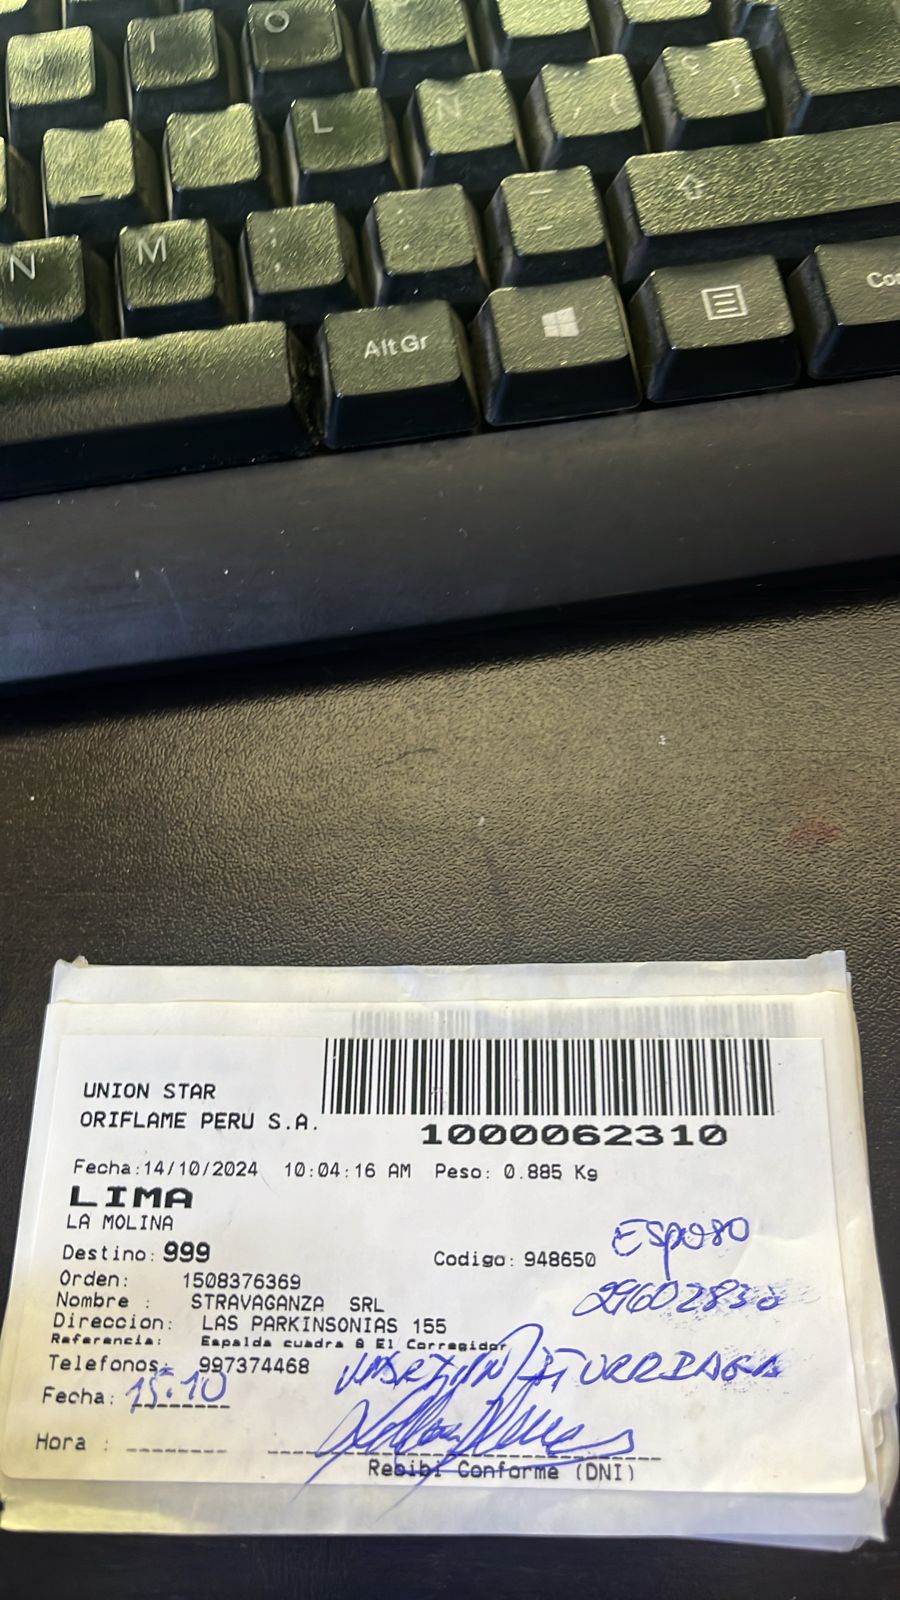 J I O
L Ñ
N M ; : _
-
AltGr
Con
UNION STAR
ORIFLAME PERU S.A.
1000062310
Fecha:14/10/2024 10:04:16 AM Peso: 0.885 Kg
LIMA
LA MOLINA
Destino: 999 Codigo: 948650
Esposo
Orden: 1508376369
Nombre : STRAVAGANZA SRL
Direccion: LAS PARKINSONIAS 155
Referencia: Espalda cuadra 8 El Corregidor
Telefonos: 997374468
Fecha: 15.10
Hora :
Recibi Conforme (DNI)